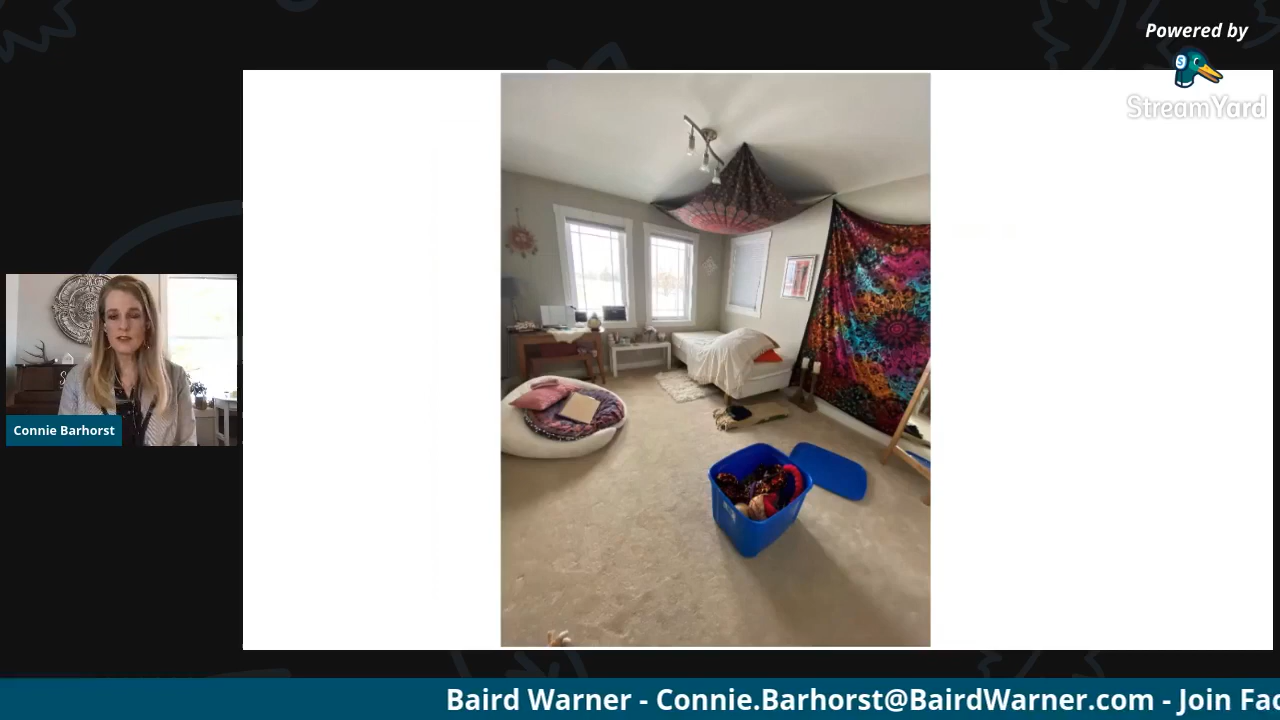 Powered by
StreamYard
Connie Barhorst
Baird Warner - Connie.Barhorst@BairdWarner.com - Join Fac